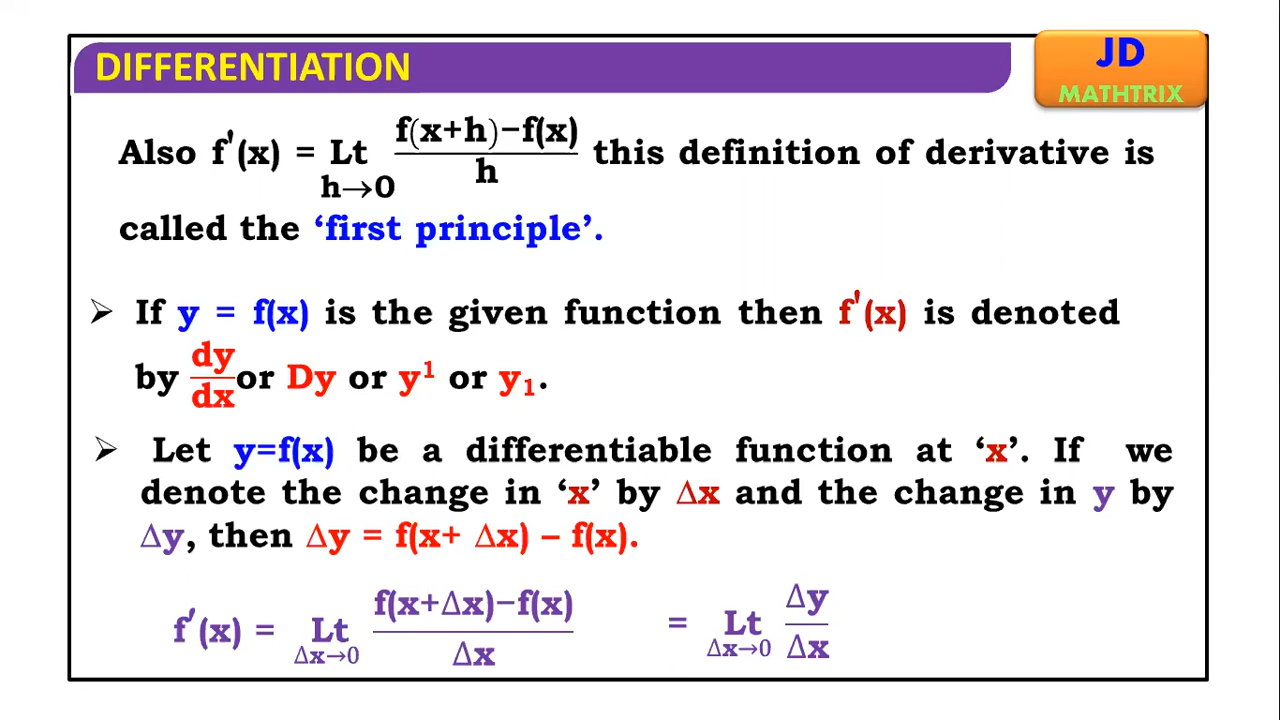 DIFFERENTIATION
JD
MATHTRIX
Also f'(x) = Lt h→0 f(x+h)−f(x) / h this definition of derivative is
called the ‘first principle’.
➢ If y = f(x) is the given function then f'(x) is denoted
by dy/dx or Dy or y¹ or y₁.
➢ Let y=f(x) be a differentiable function at ‘x’. If we
denote the change in ‘x’ by Δx and the change in y by
Δy, then Δy = f(x+ Δx) – f(x).
f'(x) = Lt Δx→0 f(x+Δx)−f(x) / Δx = Lt Δx→0 Δy / Δx